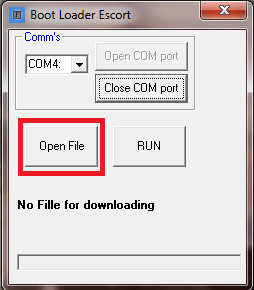 Boot Loader Escort
Comm's
COM4:
Open COM port
Close COM port
Open File
RUN
No Fille for downloading